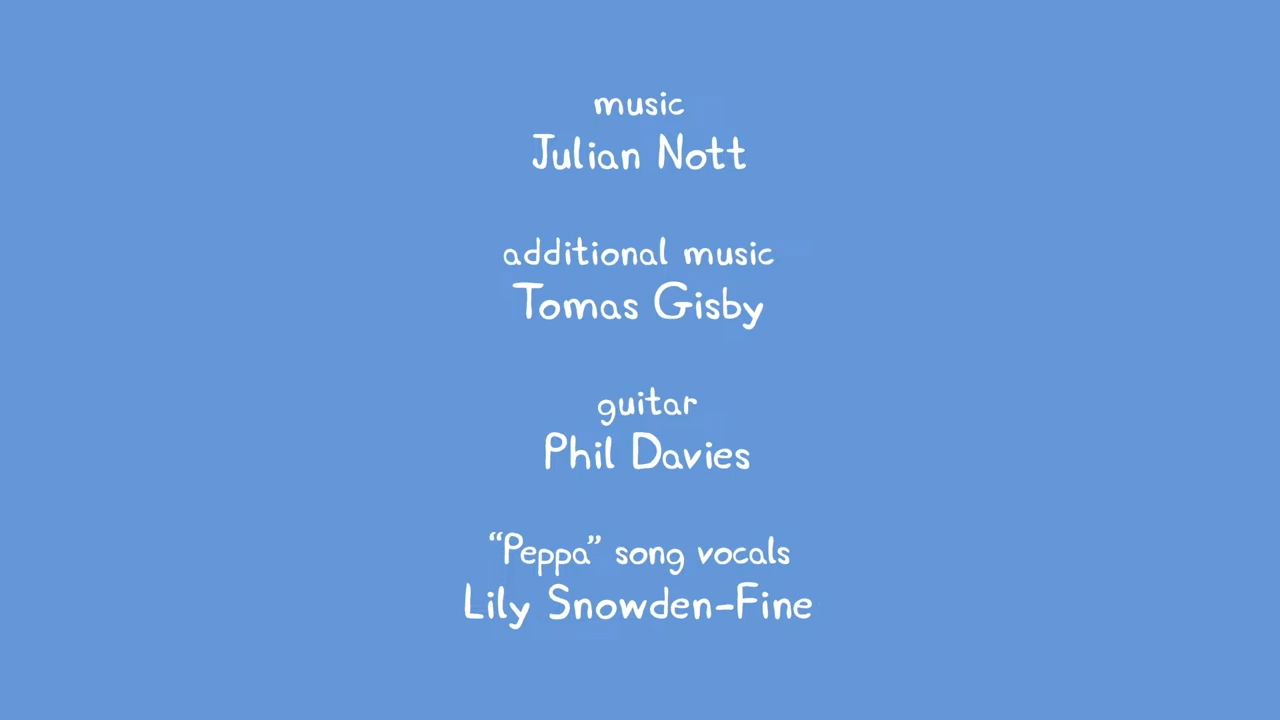 music
Julian Nott
additional music
Tomas Gisby
guitar
Phil Davies
“Peppa” song vocals
Lily Snowden-Fine